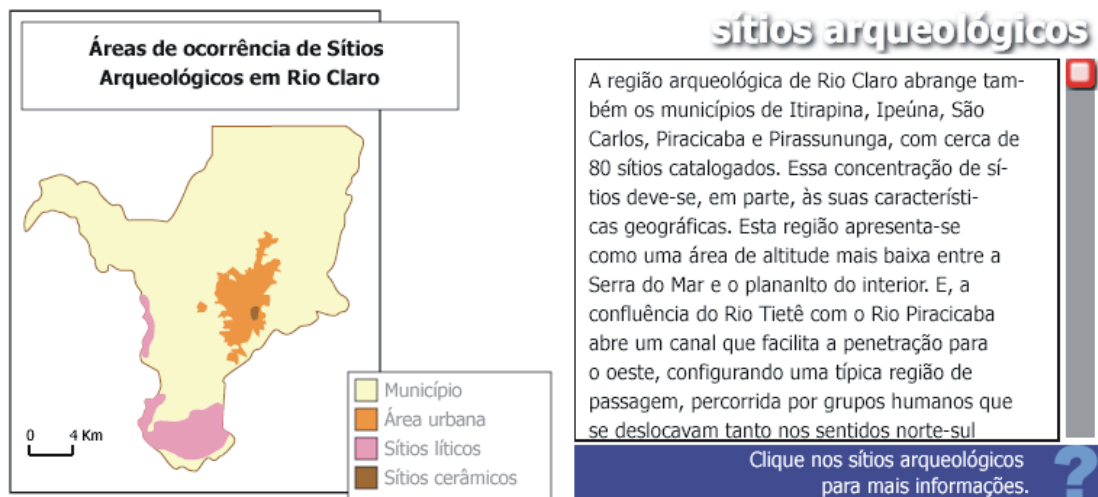 Áreas de ocorrência de Sítios
Arqueológicos em Rio Claro
0 4 Km
Município
Área urbana
Sítios líticos
Sítios cerâmicos
sítios arqueológicos
A região arqueológica de Rio Claro abrange tam-
bém os municípios de Itirapina, Ipeúna, São
Carlos, Piracicaba e Pirassununga, com cerca de
80 sítios catalogados. Essa concentração de sí-
tios deve-se, em parte, às suas característi-
cas geográficas. Esta região apresenta-se
como uma área de altitude mais baixa entre a
Serra do Mar e o plananlto do interior. E, a
confluência do Rio Tietê com o Rio Piracicaba
abre um canal que facilita a penetração para
o oeste, configurando uma típica região de
passagem, percorrida por grupos humanos que
se deslocavam tanto nos sentidos norte-sul
Clique nos sítios arqueológicos
para mais informações.
?